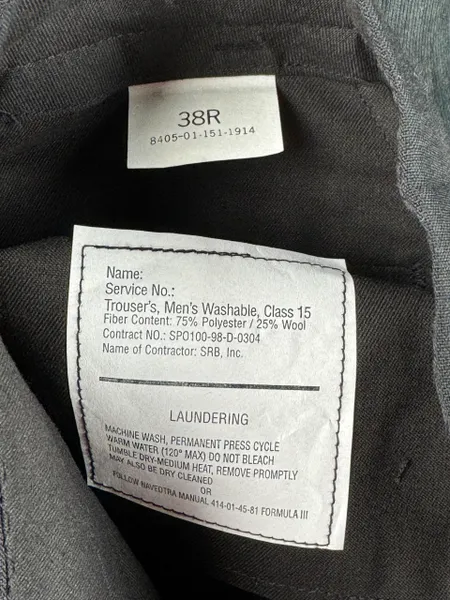 38R
8405-01-151-1914
Name:
Service No.:
Trouser's, Men's Washable, Class 15
Fiber Content: 75% Polyester / 25% Wool
Contract NO.: SPO100-98-D-0304
Name of Contractor: SRB, Inc.
LAUNDERING
MACHINE WASH, PERMANENT PRESS CYCLE
WARM WATER (120° MAX) DO NOT BLEACH
TUMBLE DRY-MEDIUM HEAT, REMOVE PROMPTLY
MAY ALSO BE DRY CLEANED
OR
FOLLOW NAVEDTRA MANUAL 414-01-45-81 FORMULA III